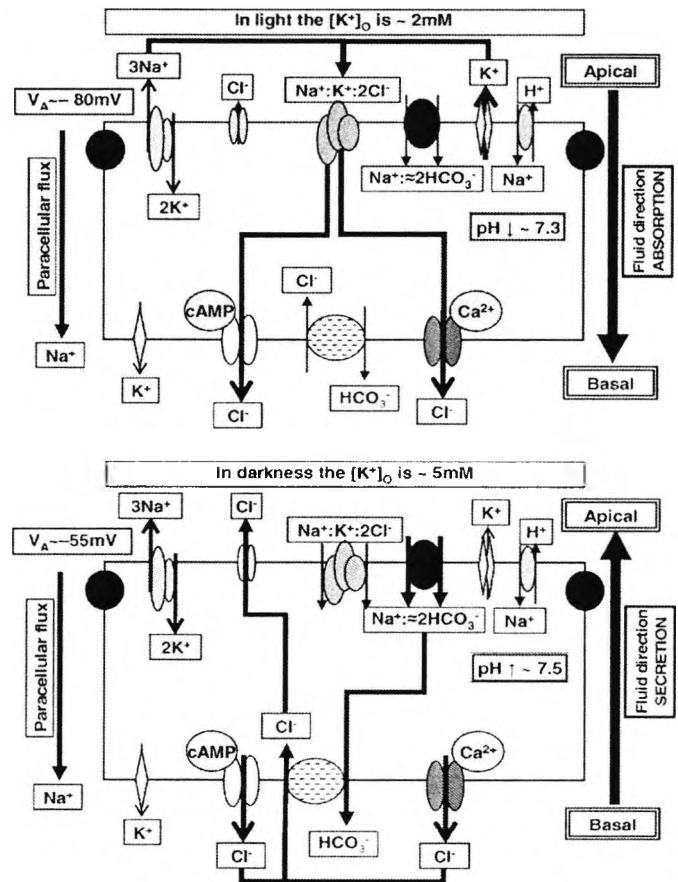 In light the [K⁺]ₒ is ~ 2mM
3Na⁺
Cl⁻
Na⁺:K⁺:2Cl⁻
K⁺
H⁺
Apical
V_A~− 80mV
2K⁺
Na⁺:≈2HCO₃⁻
Na⁺
pH ↓ ~ 7.3
Paracellular flux
Fluid direction
ABSORPTION
Cl⁻
cAMP
Ca²⁺
Na⁺
K⁺
Cl⁻
HCO₃⁻
Cl⁻
Basal
In darkness the [K⁺]ₒ is ~ 5mM
3Na⁺
Cl⁻
Na⁺:K⁺:2Cl⁻
K⁺
H⁺
Apical
V_A~−55mV
2K⁺
Na⁺:≈2HCO₃⁻
Na⁺
pH ↑ ~ 7.5
Paracellular flux
Fluid direction
SECRETION
Cl⁻
cAMP
Ca²⁺
Na⁺
K⁺
Cl⁻
HCO₃⁻
Cl⁻
Basal